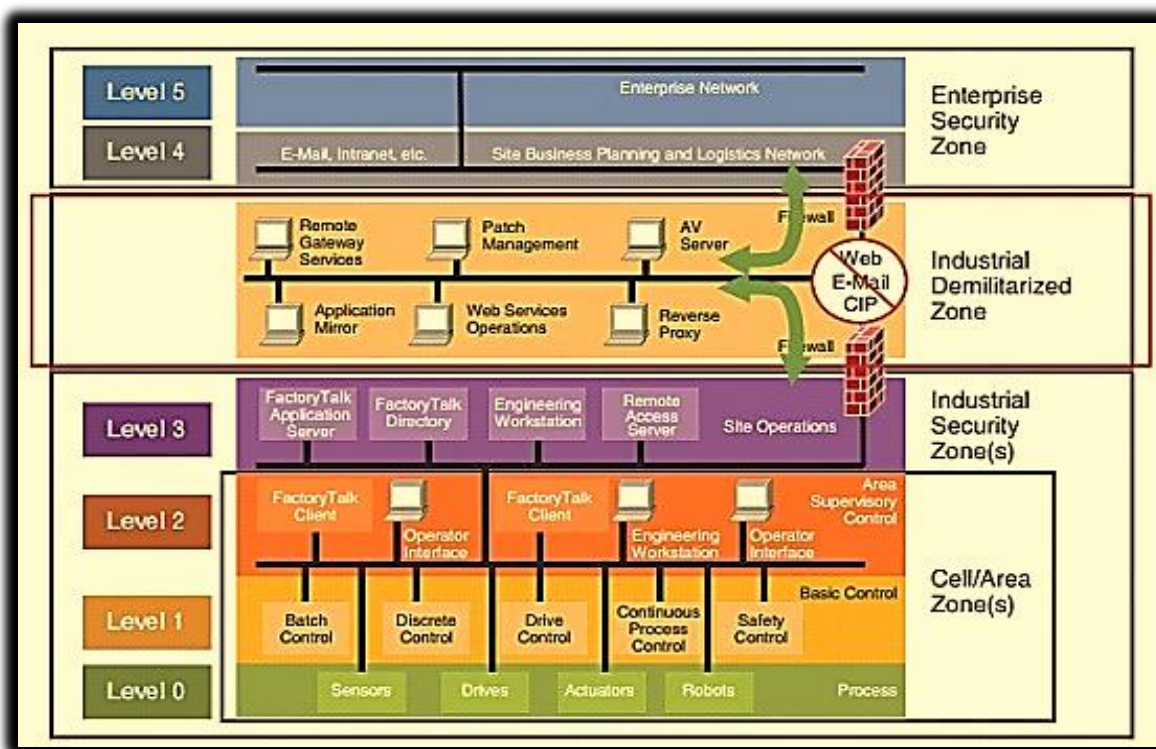 Level 5
Enterprise Network
Enterprise
Security
Zone
Level 4
E-Mail, Intranet, etc.
Site Business Planning and Logistics Network
Firewall
Remote
Gateway
Services
Patch
Management
AV
Server
Web
E-Mail
CIP
Industrial
Demilitarized
Zone
Application
Mirror
Web Services
Operations
Reverse
Proxy
Firewall
Level 3
FactoryTalk
Application
Server
FactoryTalk
Directory
Engineering
Workstation
Remote
Access
Server
Site Operations
Industrial
Security
Zone(s)
Level 2
FactoryTalk
Client
Operator
Interface
FactoryTalk
Client
Engineering
Workstation
Operator
Interface
Area
Supervisory
Control
Cell/Area
Zone(s)
Level 1
Batch
Control
Discrete
Control
Drive
Control
Continuous
Process
Control
Safety
Control
Basic Control
Level 0
Sensors
Drives
Actuators
Robots
Process